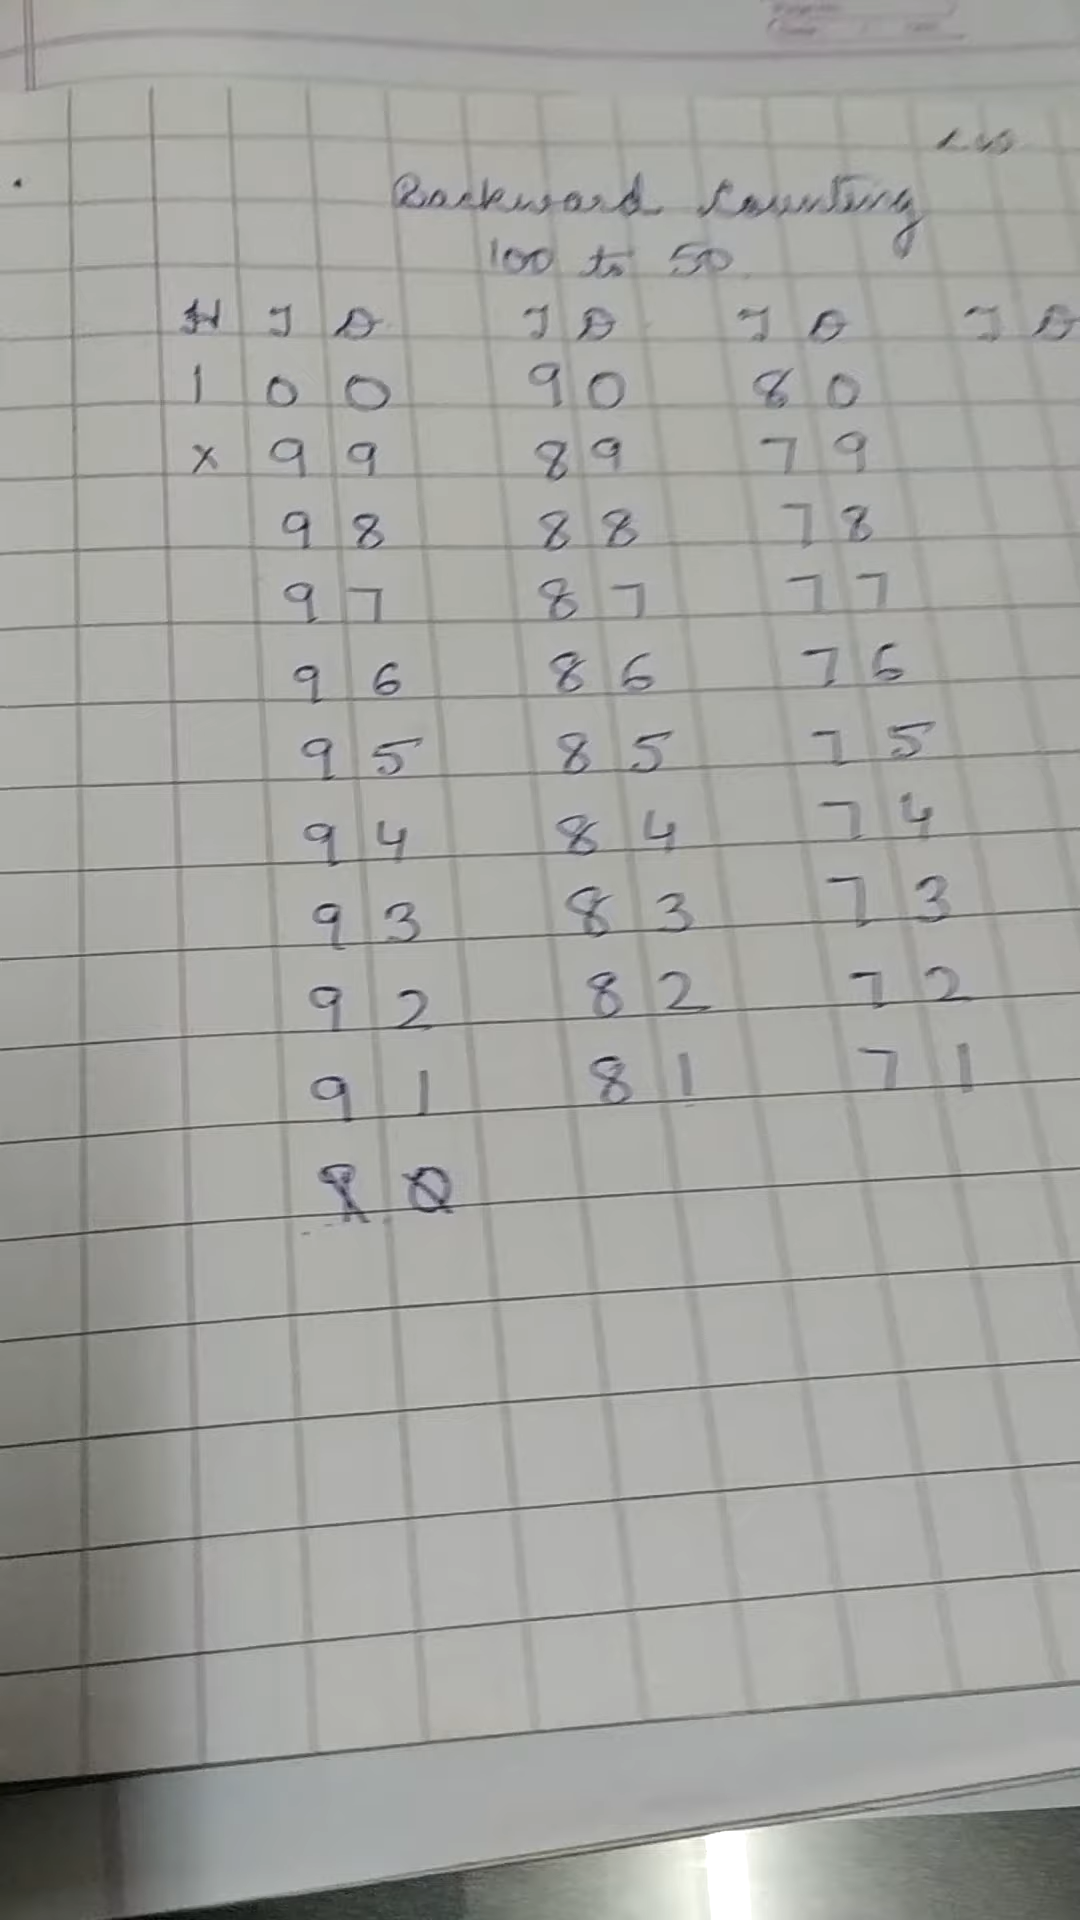 C.W
Backward Counting
100 to 50
H T O T O T O T O
1 0 0 9 0 8 0
x 9 9 8 9 7 9
9 8 8 8 7 8
9 7 8 7 7 7
9 6 8 6 7 6
9 5 8 5 7 5
9 4 8 4 7 4
9 3 8 3 7 3
9 2 8 2 7 2
9 1 8 1 7 1